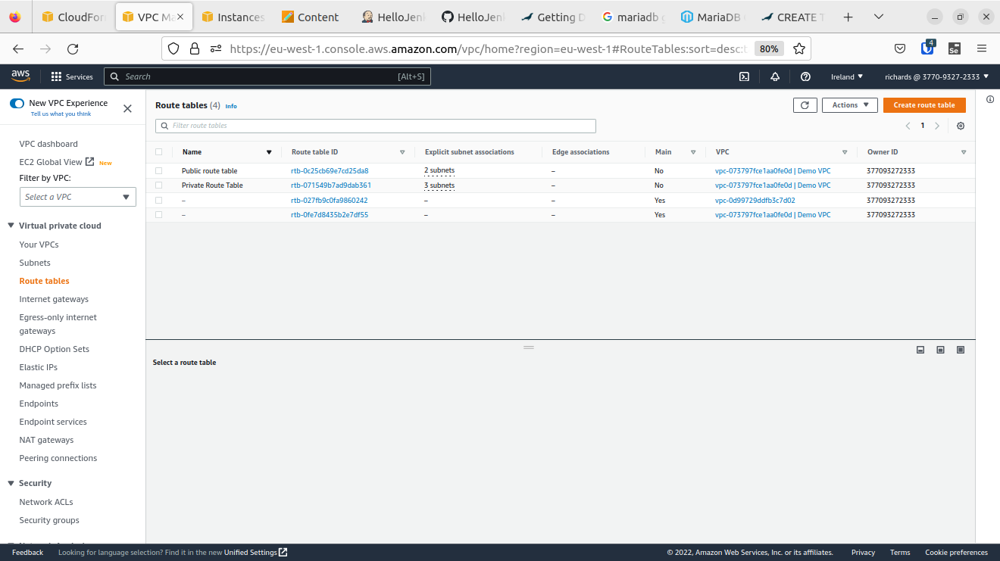 CloudForm
VPC Ma
Instances
Content
HelloJenk
HelloJenk
Getting D
mariadb g
MariaDB
CREATE T
https://eu-west-1.console.aws.amazon.com/vpc/home?region=eu-west-1#RouteTables:sort=desc:t
80%
4
Se
aws
Services
Search
[Alt+S]
Ireland
richards @ 3770-9327-2333
New VPC Experience
Tell us what you think
VPC dashboard
EC2 Global View New
Filter by VPC:
Select a VPC
Virtual private cloud
Your VPCs
Subnets
Route tables
Internet gateways
Egress-only internet
gateways
DHCP Option Sets
Elastic IPs
Managed prefix lists
Endpoints
Endpoint services
NAT gateways
Peering connections
Security
Network ACLs
Security groups
Route tables (4) Info
Actions
Create route table
Filter route tables
1
Name Route table ID Explicit subnet associations Edge associations Main VPC Owner ID
Public route table rtb-0c25cb69e7cd25da8 2 subnets – No vpc-073797fce1aa0fe0d | Demo VPC 377093272333
Private Route Table rtb-071549b7ad9dab361 3 subnets – No vpc-073797fce1aa0fe0d | Demo VPC 377093272333
– rtb-027fb9c0fa9860242 – – Yes vpc-0d99729ddfb3c7d02 377093272333
– rtb-0fe7d8435b2e7df55 – – Yes vpc-073797fce1aa0fe0d | Demo VPC 377093272333
Select a route table
Feedback Looking for language selection? Find it in the new Unified Settings
© 2022, Amazon Web Services, Inc. or its affiliates. Privacy Terms Cookie preferences